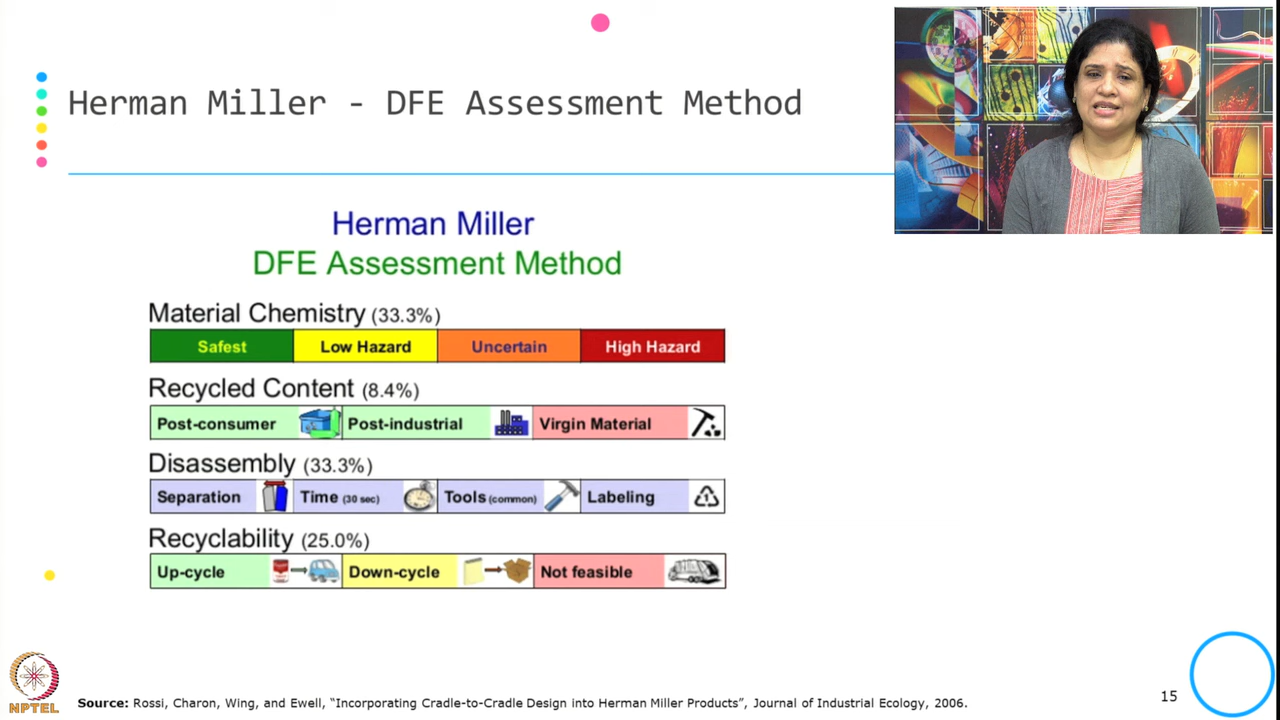 Herman Miller - DFE Assessment Method
Herman Miller
DFE Assessment Method
Material Chemistry (33.3%)
Safest Low Hazard Uncertain High Hazard
Recycled Content (8.4%)
Post-consumer Post-industrial Virgin Material
Disassembly (33.3%)
Separation Time (30 sec) Tools (common) Labeling
Recyclability (25.0%)
Up-cycle Down-cycle Not feasible
15
NPTEL
Source: Rossi, Charon, Wing, and Ewell, “Incorporating Cradle-to-Cradle Design into Herman Miller Products”, Journal of Industrial Ecology, 2006.